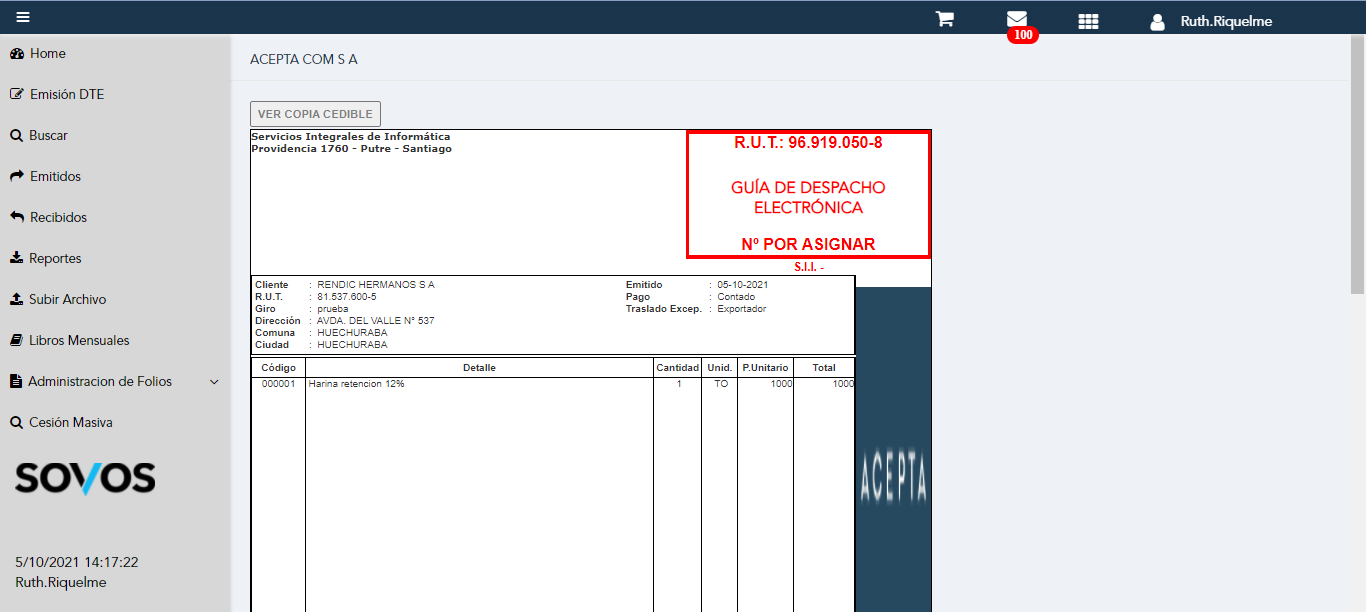 Ruth.Riquelme
100
Home
Emisión DTE
Buscar
Emitidos
Recibidos
Reportes
Subir Archivo
Libros Mensuales
Administracion de Folios
Cesión Masiva
SOVOS
5/10/2021 14:17:22
Ruth.Riquelme
ACEPTA COM S A
VER COPIA CEDIBLE
Servicios Integrales de Informática
Providencia 1760 - Putre - Santiago
R.U.T.: 96.919.050-8
GUÍA DE DESPACHO
ELECTRÓNICA
Nº POR ASIGNAR
S.I.I. -
Cliente : RENDIC HERMANOS S A Emitido : 05-10-2021
R.U.T. : 81.537.600-5 Pago : Contado
Giro : prueba Traslado Excep. : Exportador
Dirección : AVDA. DEL VALLE N° 537
Comuna : HUECHURABA
Ciudad : HUECHURABA
Código Detalle Cantidad Unid. P.Unitario Total
000001 Harina retencion 12% 1 TO 1000 1000
ACEPTA